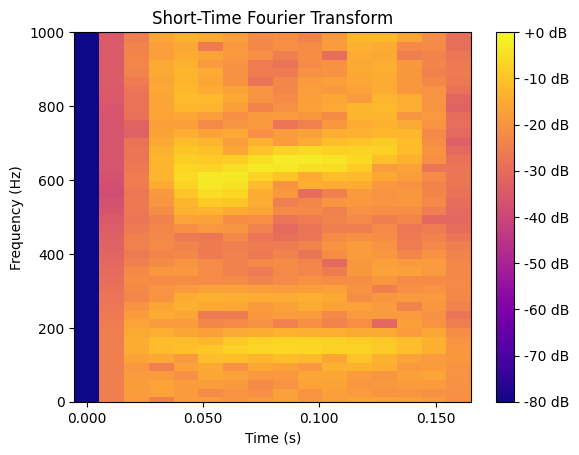 Short-Time Fourier Transform
1000
800
600
400
200
0
Frequency (Hz)
0.000
0.050
0.100
0.150
Time (s)
+0 dB
-10 dB
-20 dB
-30 dB
-40 dB
-50 dB
-60 dB
-70 dB
-80 dB